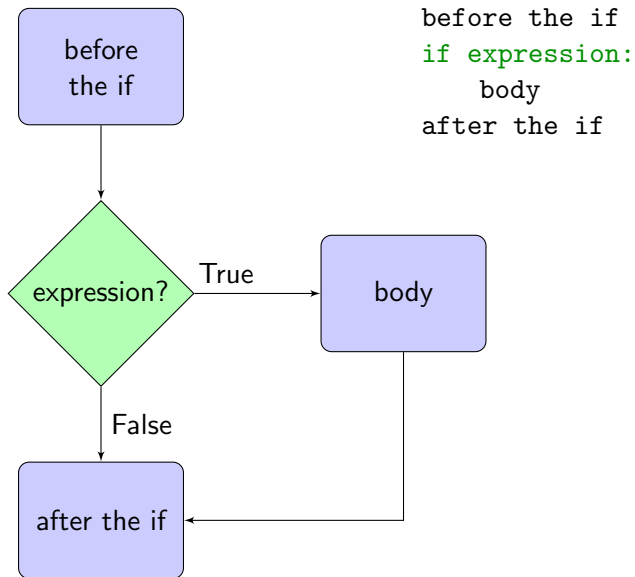 before
the if
before the if
if expression:
    body
after the if
expression?
True
body
False
after the if